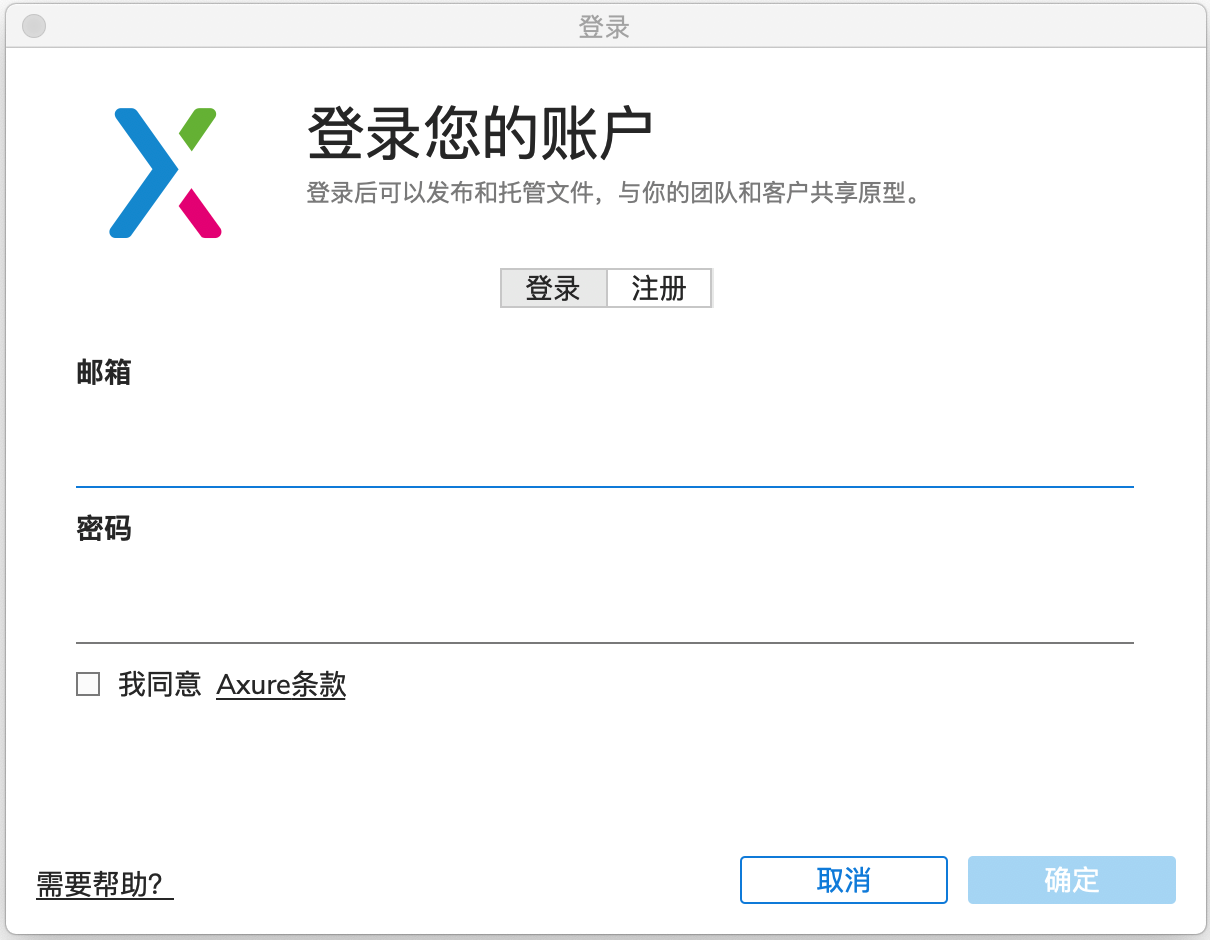 登录
登录您的账户
登录后可以发布和托管文件，与你的团队和客户共享原型。
登录 注册
邮箱
密码
我同意 Axure条款
需要帮助？ 取消 确定